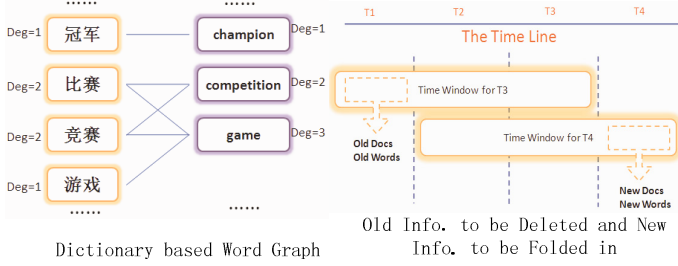 ……
……
Deg=1
冠军
champion
Deg=1
Deg=2
比赛
competition
Deg=2
Deg=2
竞赛
game
Deg=3
Deg=1
游戏
……
……
Dictionary based Word Graph
T1
T2
T3
T4
The Time Line
Time Window for T3
Old Docs
Old Words
Time Window for T4
New Docs
New Words
Old Info. to be Deleted and New
Info. to be Folded in